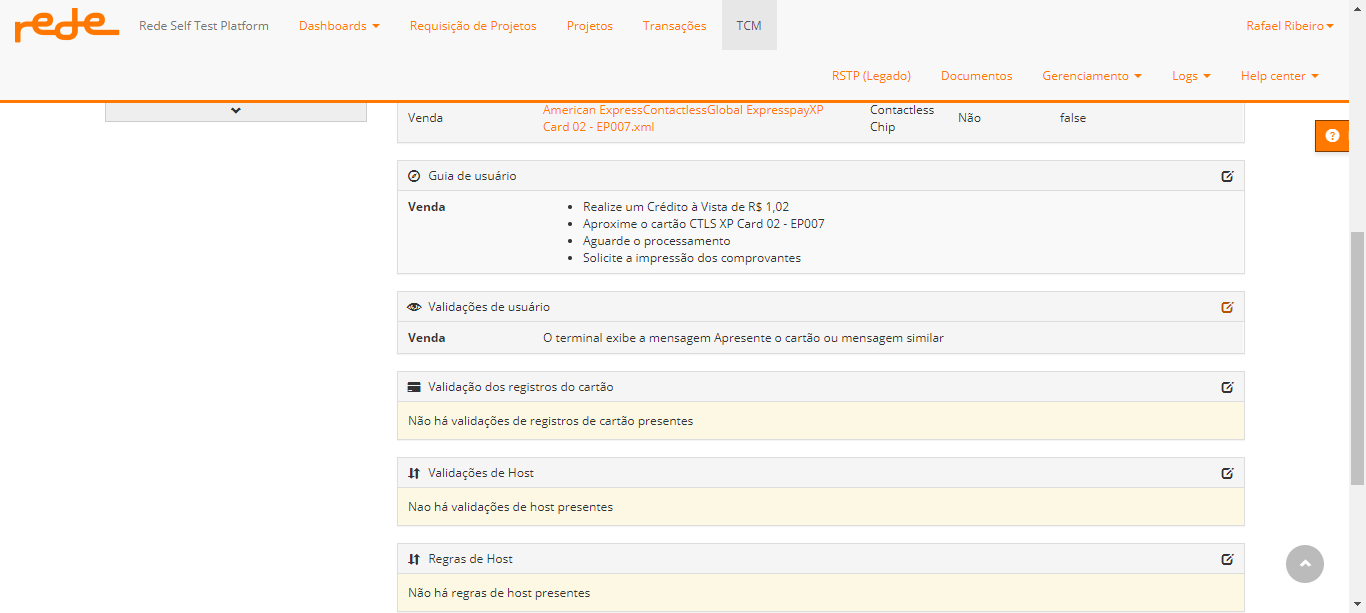 rede Rede Self Test Platform Dashboards Requisição de Projetos Projetos Transações TCM Rafael Ribeiro
RSTP (Legado) Documentos Gerenciamento Logs Help center
American ExpressContactlessGlobal ExpresspayXP
Card 02 - EP007.xml
Venda
Contactless
Chip
Não
false
Guia de usuário
Venda
Realize um Crédito à Vista de R$ 1,02
Aproxime o cartão CTLS XP Card 02 - EP007
Aguarde o processamento
Solicite a impressão dos comprovantes
Validações de usuário
Venda O terminal exibe a mensagem Apresente o cartão ou mensagem similar
Validação dos registros do cartão
Não há validações de registros de cartão presentes
Validações de Host
Nao há validações de host presentes
Regras de Host
Não há regras de host presentes